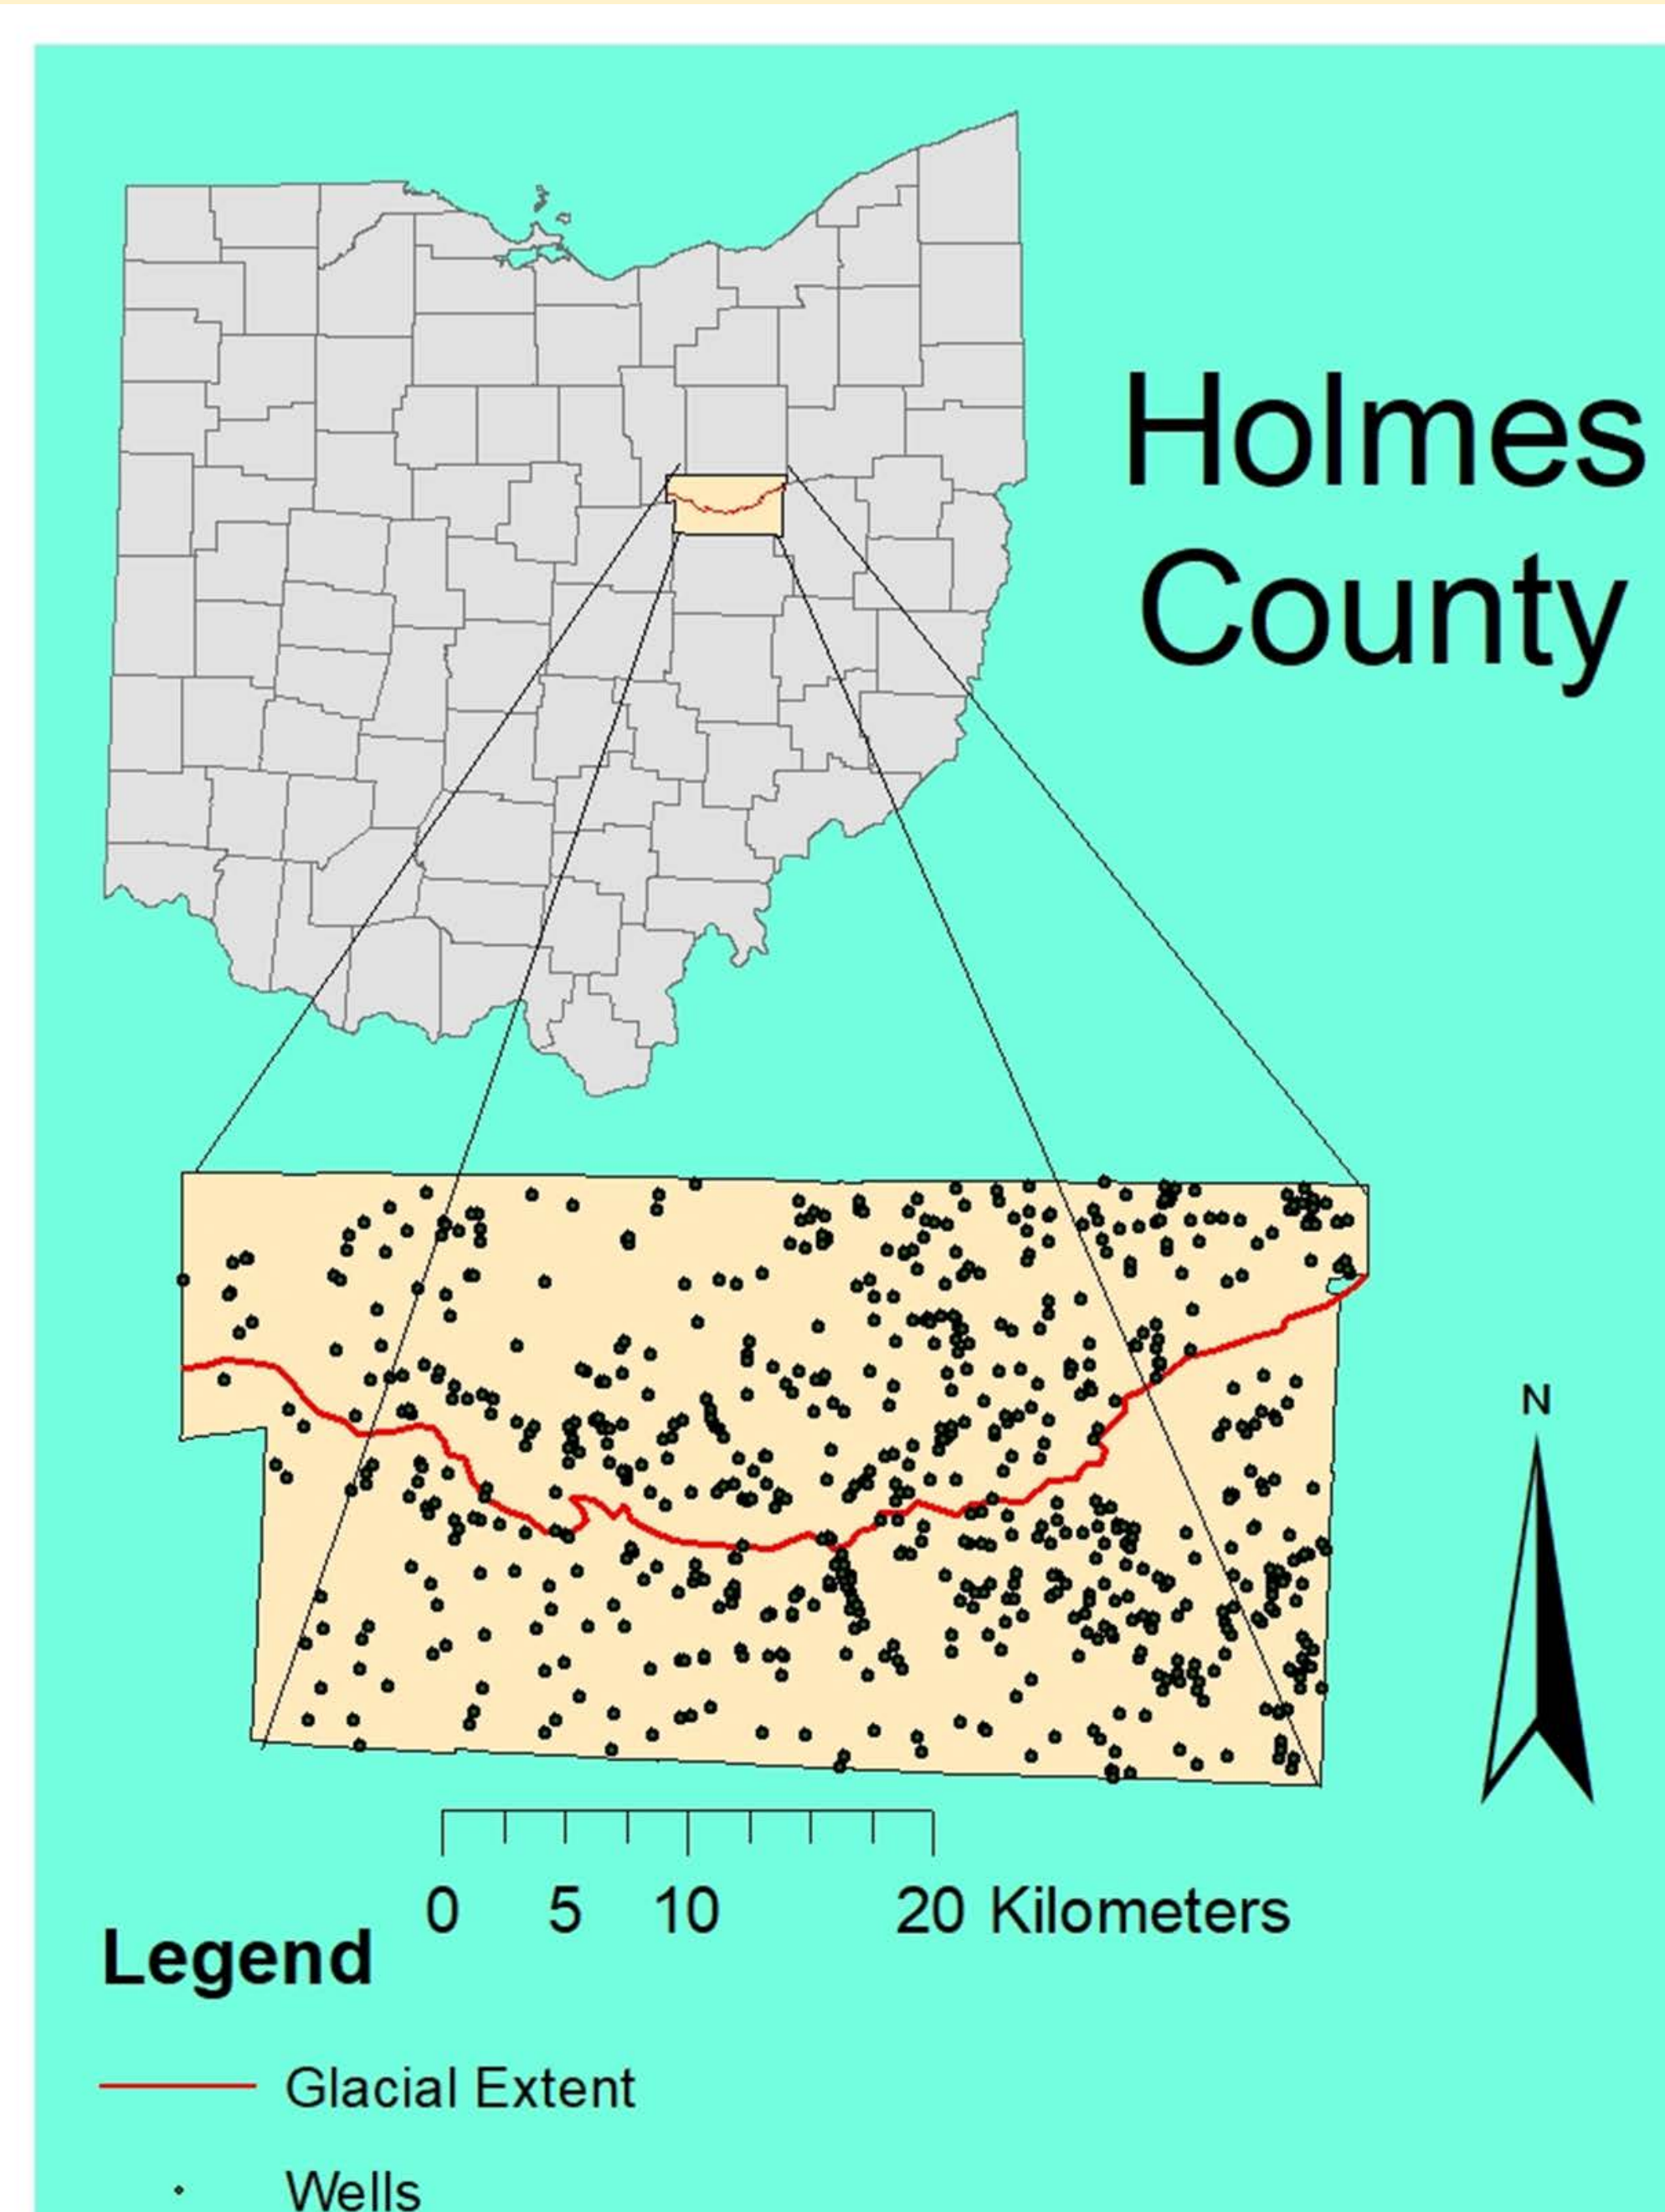 Holmes
County
N
0 5 10 20 Kilometers
Legend
Glacial Extent
Wells